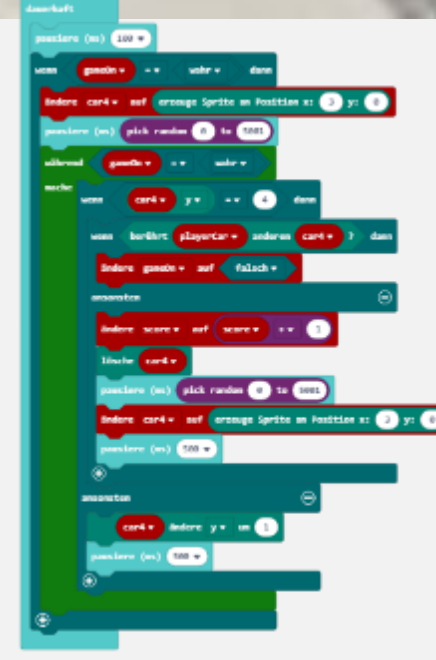 dauerhaft
pausiere (ms) 100
wenn gameOn = wahr dann
ändere car4 auf erzeuge Sprite an Position x: 3 y: 0
pausiere (ms) pick random 0 to 5001
während gameOn = wahr
mache
wenn car4 y = 4 dann
wenn berührt playerCar anderen car4 ? dann
ändere gameOn auf falsch
ansonsten
ändere score auf score + 1
lösche car4
pausiere (ms) pick random 0 to 5001
ändere car4 auf erzeuge Sprite an Position x: 3 y: 0
pausiere (ms) 500
ansonsten
car4 ändere y um 1
pausiere (ms) 500